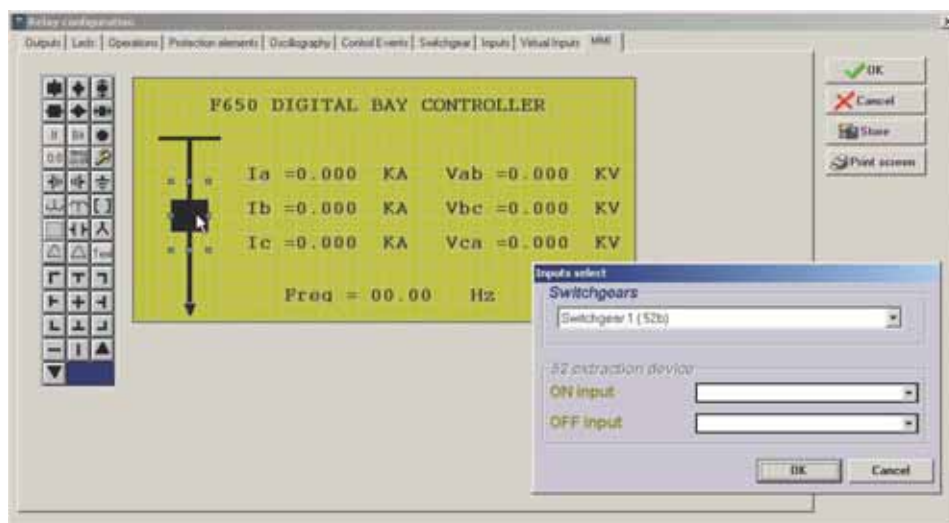 Relay configuration
Outputs | Leds | Operations | Protection elements | Oscillography | Control Events | Switchgear | Inputs | Virtual Inputs | MMI
OK
Cancel
Store
Print screen
F650 DIGITAL BAY CONTROLLER
Ia =0.000 KA Vab =0.000 KV
Ib =0.000 KA Vbc =0.000 KV
Ic =0.000 KA Vca =0.000 KV
Freq = 00.00 Hz
0.0
Text
Inputs select
Switchgears
Switchgear 1 (52b)
52 extraction device
ON input
OFF input
OK Cancel